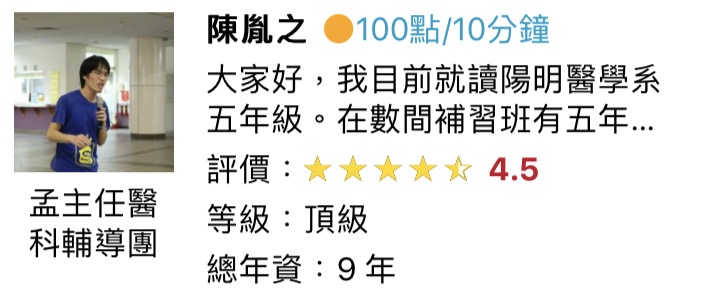 陳胤之 100點/10分鐘
大家好，我目前就讀陽明醫學系
五年級。在數間補習班有五年...
評價：4.5
等級：頂級
總年資：9 年
孟主任醫
科輔導團